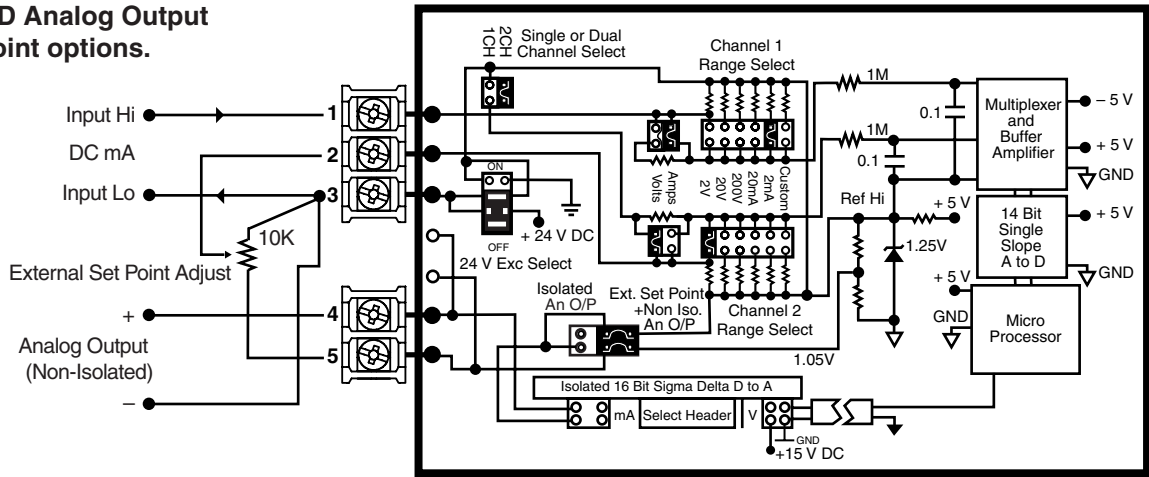 D Analog Output
oint options.
Input Hi
DC mA
Input Lo
10K
External Set Point Adjust
+
Analog Output
(Non-Isolated)
–
1
2
3
4
5
1CH
2CH
Single or Dual
Channel Select
ON
OFF
+ 24 V DC
24 V Exc Select
Channel 1
Range Select
Volts
Amps
2V
20V
200V
20mA
2mA
Custom
Isolated
An O/P
Ext. Set Point
+Non Iso.
An O/P
Channel 2
Range Select
1.05V
1M
0.1
1M
0.1
Ref Hi
+ 5 V
1.25V
Multiplexer
and
Buffer
Amplifier
– 5 V
+ 5 V
GND
14 Bit
Single
Slope
A to D
+ 5 V
GND
+ 5 V
GND
Micro
Processor
Isolated 16 Bit Sigma Delta D to A
mA
Select Header
V
GND
+15 V DC